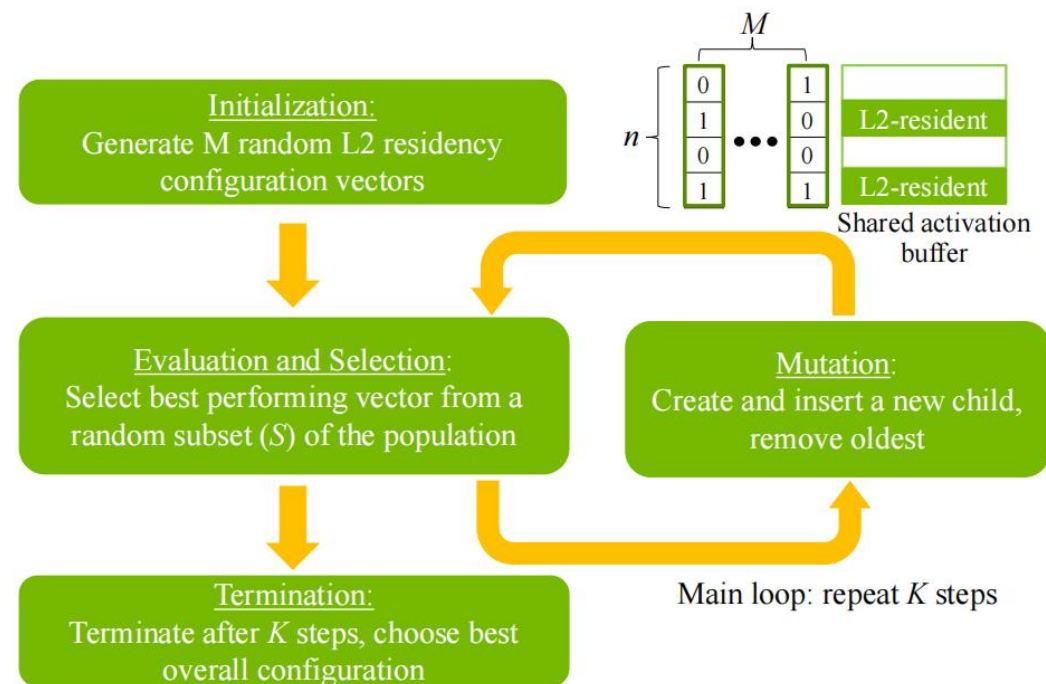 Initialization:
Generate M random L2 residency
configuration vectors
M
n
0
1
0
1
•••
1
0
0
1
L2-resident
L2-resident
Shared activation
buffer
Evaluation and Selection:
Select best performing vector from a
random subset (S) of the population
Mutation:
Create and insert a new child,
remove oldest
Termination:
Terminate after K steps, choose best
overall configuration
Main loop: repeat K steps